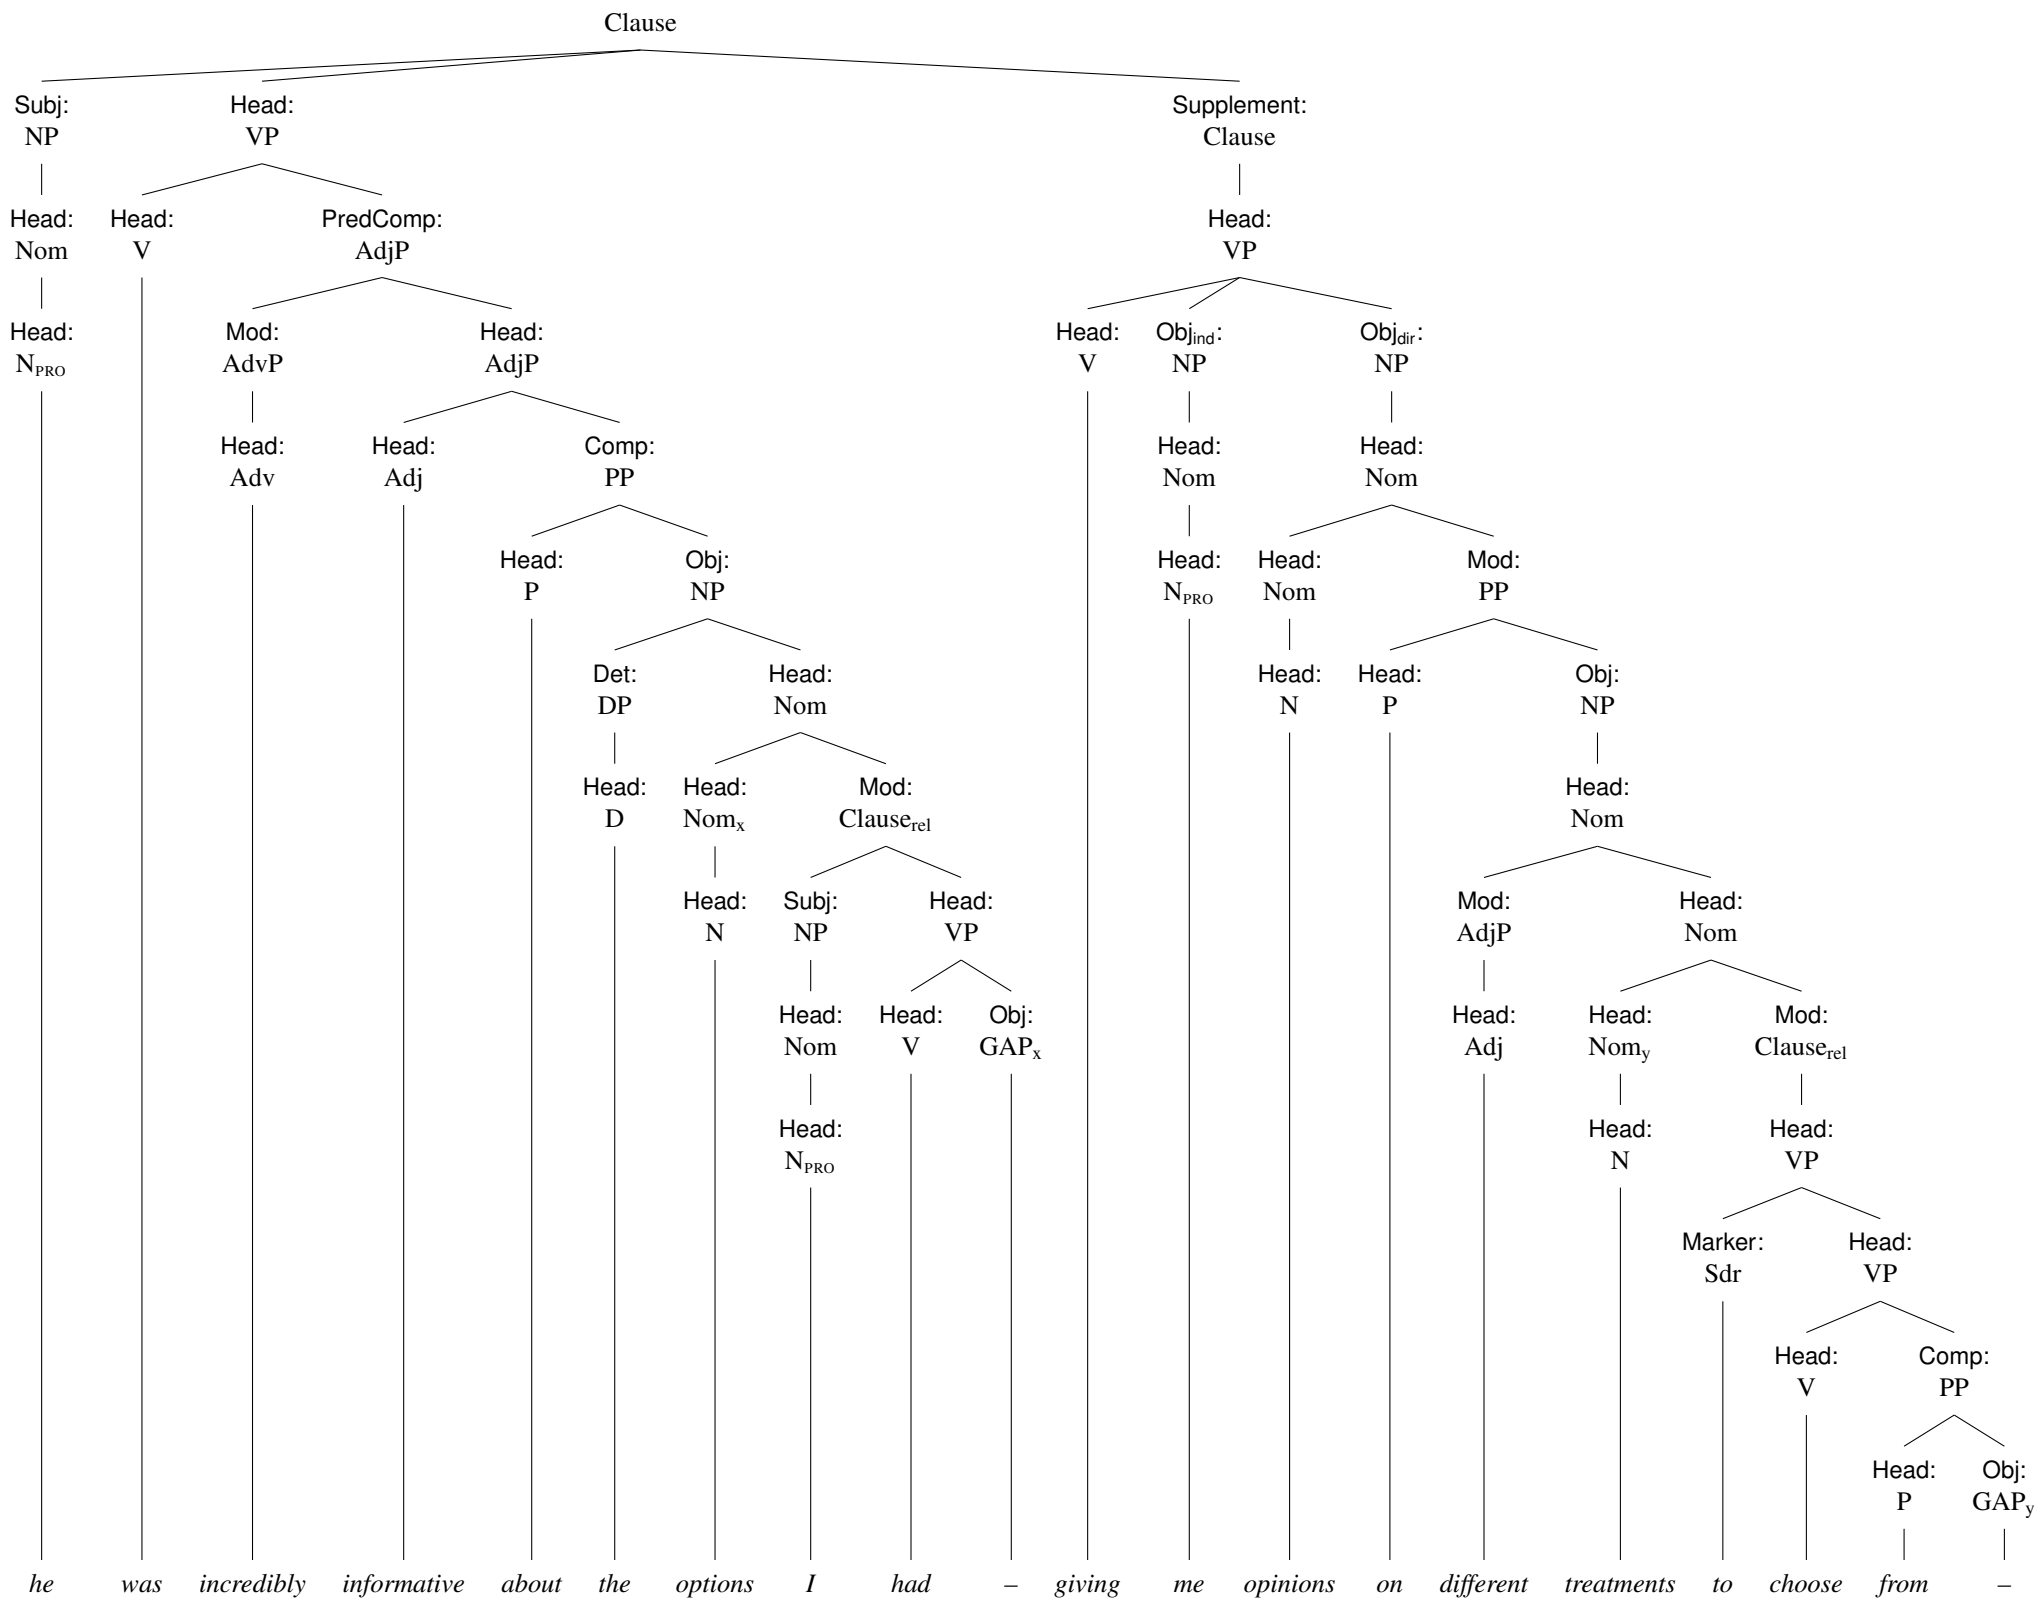 Clause
Subj: Head: Supplement:
NP VP Clause
Head: Head: PredComp: Head:
Nom V AdjP VP
Head: Mod: Head: Head: Objind: Objdir:
NPRO AdvP AdjP V NP NP
Head: Head: Comp: Head: Head:
Adv Adj PP Nom Nom
Head: Obj: Head: Head: Mod:
P NP NPRO Nom PP
Det: Head: Head: Head: Obj:
DP Nom N P NP
Head: Head: Mod: Head:
D Nomx Clauserel Nom
Head: Subj: Head: Mod: Head:
N NP VP AdjP Nom
Head: Head: Obj: Head: Head: Mod:
Nom V GAPx Adj Nomy Clauserel
Head: Head: Head:
NPRO N VP
Marker: Head:
Sdr VP
Head: Comp:
V PP
Head: Obj:
P GAPy
he was incredibly informative about the options I had – giving me opinions on different treatments to choose from –